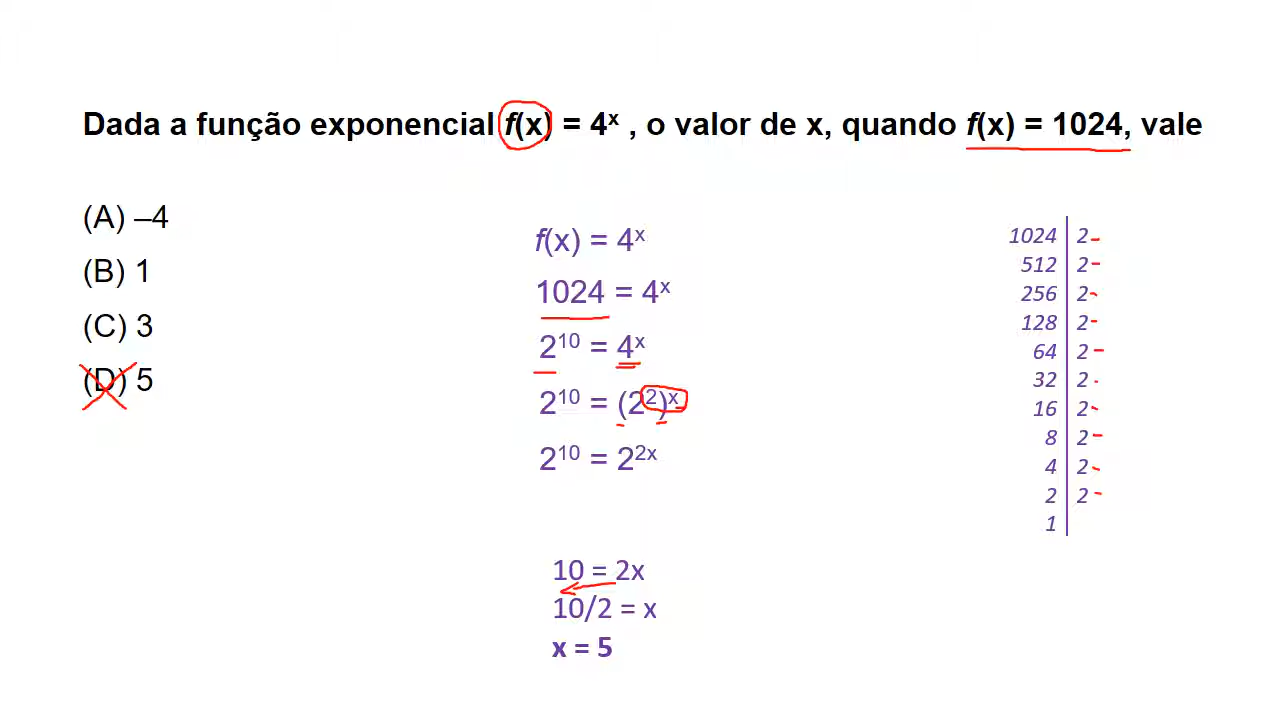 Dada a função exponencial f(x) = 4ˣ , o valor de x, quando f(x) = 1024, vale
(A) –4
(B) 1
(C) 3
(D) 5
f(x) = 4ˣ
1024 = 4ˣ
2¹⁰ = 4ˣ
2¹⁰ = (2²)ˣ
2¹⁰ = 2²ˣ
10 = 2x
10/2 = x
x = 5
1024 2
512 2
256 2
128 2
64 2
32 2
16 2
8 2
4 2
2 2
1